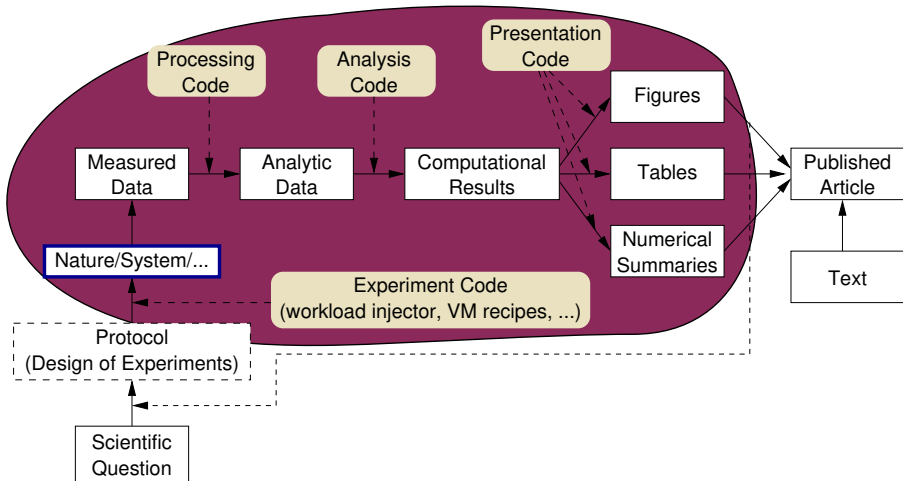 Presentation
Code
Processing
Code
Analysis
Code
Figures
Measured
Data
Analytic
Data
Computational
Results
Tables
Published
Article
Numerical
Summaries
Nature/System/...
Experiment Code
(workload injector, VM recipes, ...)
Text
Protocol
(Design of Experiments)
Scientific
Question